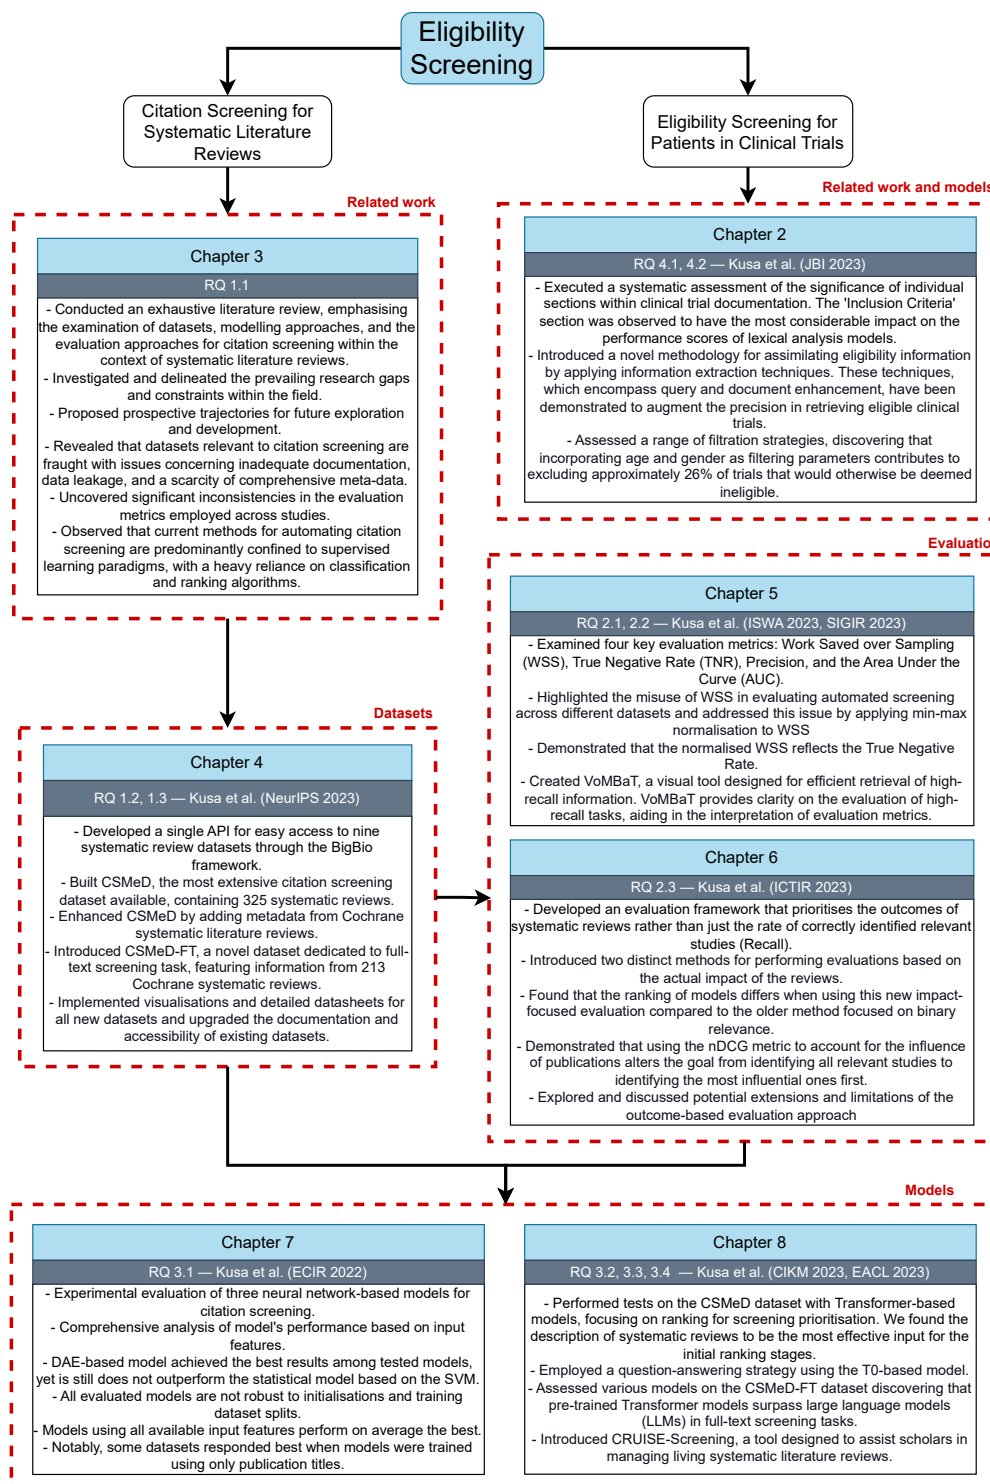 Eligibility
Screening
Citation Screening for
Systematic Literature
Reviews
Eligibility Screening for
Patients in Clinical Trials
Related work
Chapter 3
RQ 1.1
- Conducted an exhaustive literature review, emphasising
the examination of datasets, modelling approaches, and the
evaluation approaches for citation screening within the
context of systematic literature reviews.
- Investigated and delineated the prevailing research gaps
and constraints within the field.
- Proposed prospective trajectories for future exploration
and development.
- Revealed that datasets relevant to citation screening are
fraught with issues concerning inadequate documentation,
data leakage, and a scarcity of comprehensive meta-data.
- Uncovered significant inconsistencies in the evaluation
metrics employed across studies.
- Observed that current methods for automating citation
screening are predominantly confined to supervised
learning paradigms, with a heavy reliance on classification
and ranking algorithms.
Related work and models
Chapter 2
RQ 4.1, 4.2 — Kusa et al. (JBI 2023)
- Executed a systematic assessment of the significance of individual
sections within clinical trial documentation. The 'Inclusion Criteria'
section was observed to have the most considerable impact on the
performance scores of lexical analysis models.
- Introduced a novel methodology for assimilating eligibility information
by applying information extraction techniques. These techniques,
which encompass query and document enhancement, have been
demonstrated to augment the precision in retrieving eligible clinical
trials.
- Assessed a range of filtration strategies, discovering that
incorporating age and gender as filtering parameters contributes to
excluding approximately 26% of trials that would otherwise be deemed
ineligible.
Datasets
Chapter 4
RQ 1.2, 1.3 — Kusa et al. (NeurIPS 2023)
- Developed a single API for easy access to nine
systematic review datasets through the BigBio
framework.
- Built CSMeD, the most extensive citation screening
dataset available, containing 325 systematic reviews.
- Enhanced CSMeD by adding metadata from Cochrane
systematic literature reviews.
- Introduced CSMeD-FT, a novel dataset dedicated to full-
text screening task, featuring information from 213
Cochrane systematic reviews.
- Implemented visualisations and detailed datasheets for
all new datasets and upgraded the documentation and
accessibility of existing datasets.
Evaluatio
Chapter 5
RQ 2.1, 2.2 — Kusa et al. (ISWA 2023, SIGIR 2023)
- Examined four key evaluation metrics: Work Saved over Sampling
(WSS), True Negative Rate (TNR), Precision, and the Area Under the
Curve (AUC).
- Highlighted the misuse of WSS in evaluating automated screening
across different datasets and addressed this issue by applying min-max
normalisation to WSS
- Demonstrated that the normalised WSS reflects the True Negative
Rate.
- Created VoMBaT, a visual tool designed for efficient retrieval of high-
recall information. VoMBaT provides clarity on the evaluation of high-
recall tasks, aiding in the interpretation of evaluation metrics.
Chapter 6
RQ 2.3 — Kusa et al. (ICTIR 2023)
- Developed an evaluation framework that prioritises the outcomes of
systematic reviews rather than just the rate of correctly identified relevant
studies (Recall).
- Introduced two distinct methods for performing evaluations based on
the actual impact of the reviews.
- Found that the ranking of models differs when using this new impact-
focused evaluation compared to the older method focused on binary
relevance.
- Demonstrated that using the nDCG metric to account for the influence
of publications alters the goal from identifying all relevant studies to
identifying the most influential ones first.
- Explored and discussed potential extensions and limitations of the
outcome-based evaluation approach
Models
Chapter 7
RQ 3.1 — Kusa et al. (ECIR 2022)
- Experimental evaluation of three neural network-based models for
citation screening.
- Comprehensive analysis of model's performance based on input
features.
- DAE-based model achieved the best results among tested models,
yet is still does not outperform the statistical model based on the SVM.
- All evaluated models are not robust to initialisations and training
dataset splits.
- Models using all available input features perform on average the best.
- Notably, some datasets responded best when models were trained
using only publication titles.
Chapter 8
RQ 3.2, 3.3, 3.4 — Kusa et al. (CIKM 2023, EACL 2023)
- Performed tests on the CSMeD dataset with Transformer-based
models, focusing on ranking for screening prioritisation. We found the
description of systematic reviews to be the most effective input for the
initial ranking stages.
- Employed a question-answering strategy using the T0-based model.
- Assessed various models on the CSMeD-FT dataset discovering that
pre-trained Transformer models surpass large language models
(LLMs) in full-text screening tasks.
- Introduced CRUISE-Screening, a tool designed to assist scholars in
managing living systematic literature reviews.